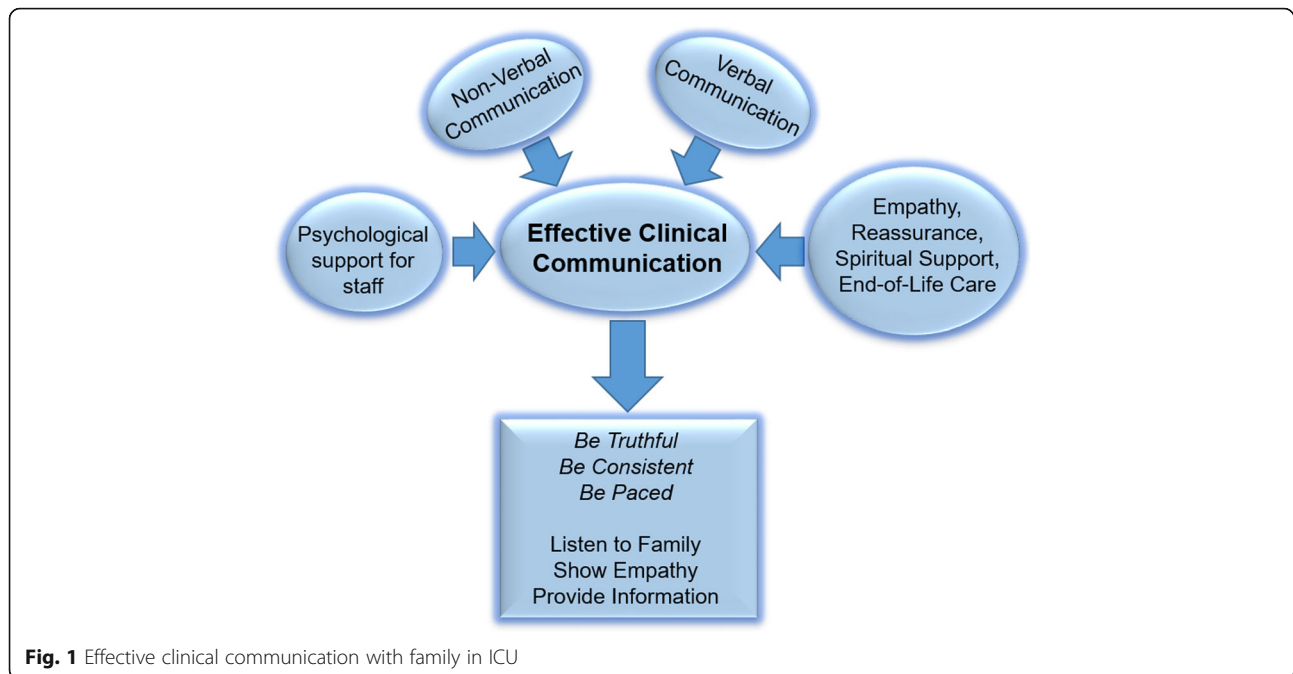 Non-Verbal
Communication
Verbal
Communication
Psychological
support for
staff
Effective Clinical
Communication
Empathy,
Reassurance,
Spiritual Support,
End-of-Life Care
Be Truthful
Be Consistent
Be Paced
Listen to Family
Show Empathy
Provide Information
Fig. 1 Effective clinical communication with family in ICU